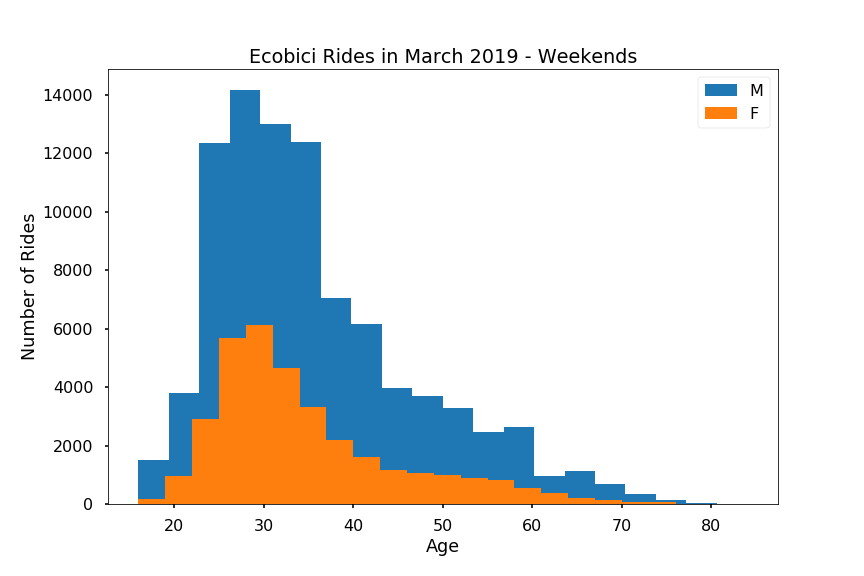 Ecobici Rides in March 2019 - Weekends
M
F
14000
12000
10000
8000
6000
4000
2000
0
Number of Rides
20 30 40 50 60 70 80
Age